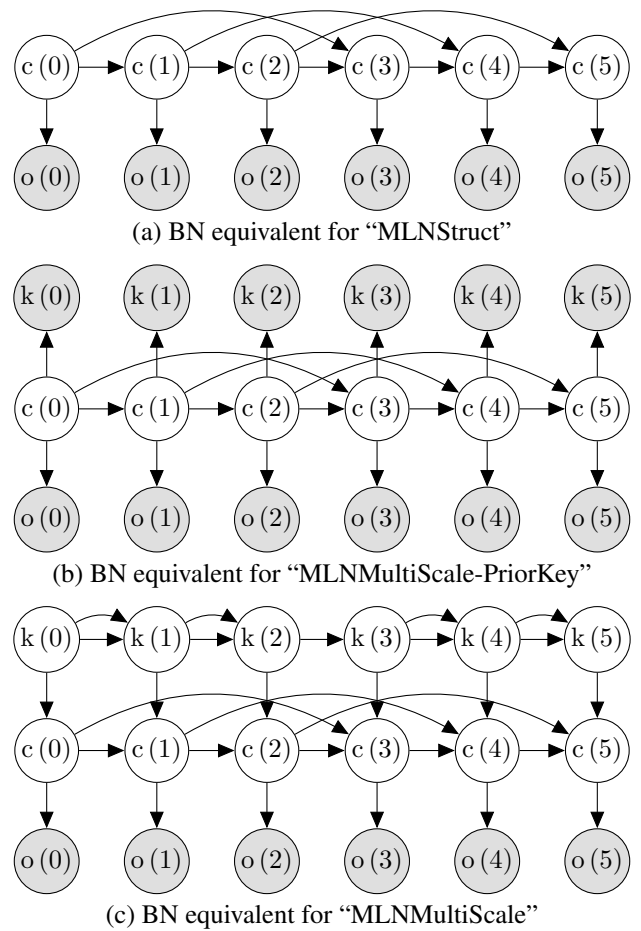 c (0) c (1) c (2) c (3) c (4) c (5)
o (0) o (1) o (2) o (3) o (4) o (5)
(a) BN equivalent for “MLNStruct”
k (0) k (1) k (2) k (3) k (4) k (5)
c (0) c (1) c (2) c (3) c (4) c (5)
o (0) o (1) o (2) o (3) o (4) o (5)
(b) BN equivalent for “MLNMultiScale-PriorKey”
k (0) k (1) k (2) k (3) k (4) k (5)
c (0) c (1) c (2) c (3) c (4) c (5)
o (0) o (1) o (2) o (3) o (4) o (5)
(c) BN equivalent for “MLNMultiScale”